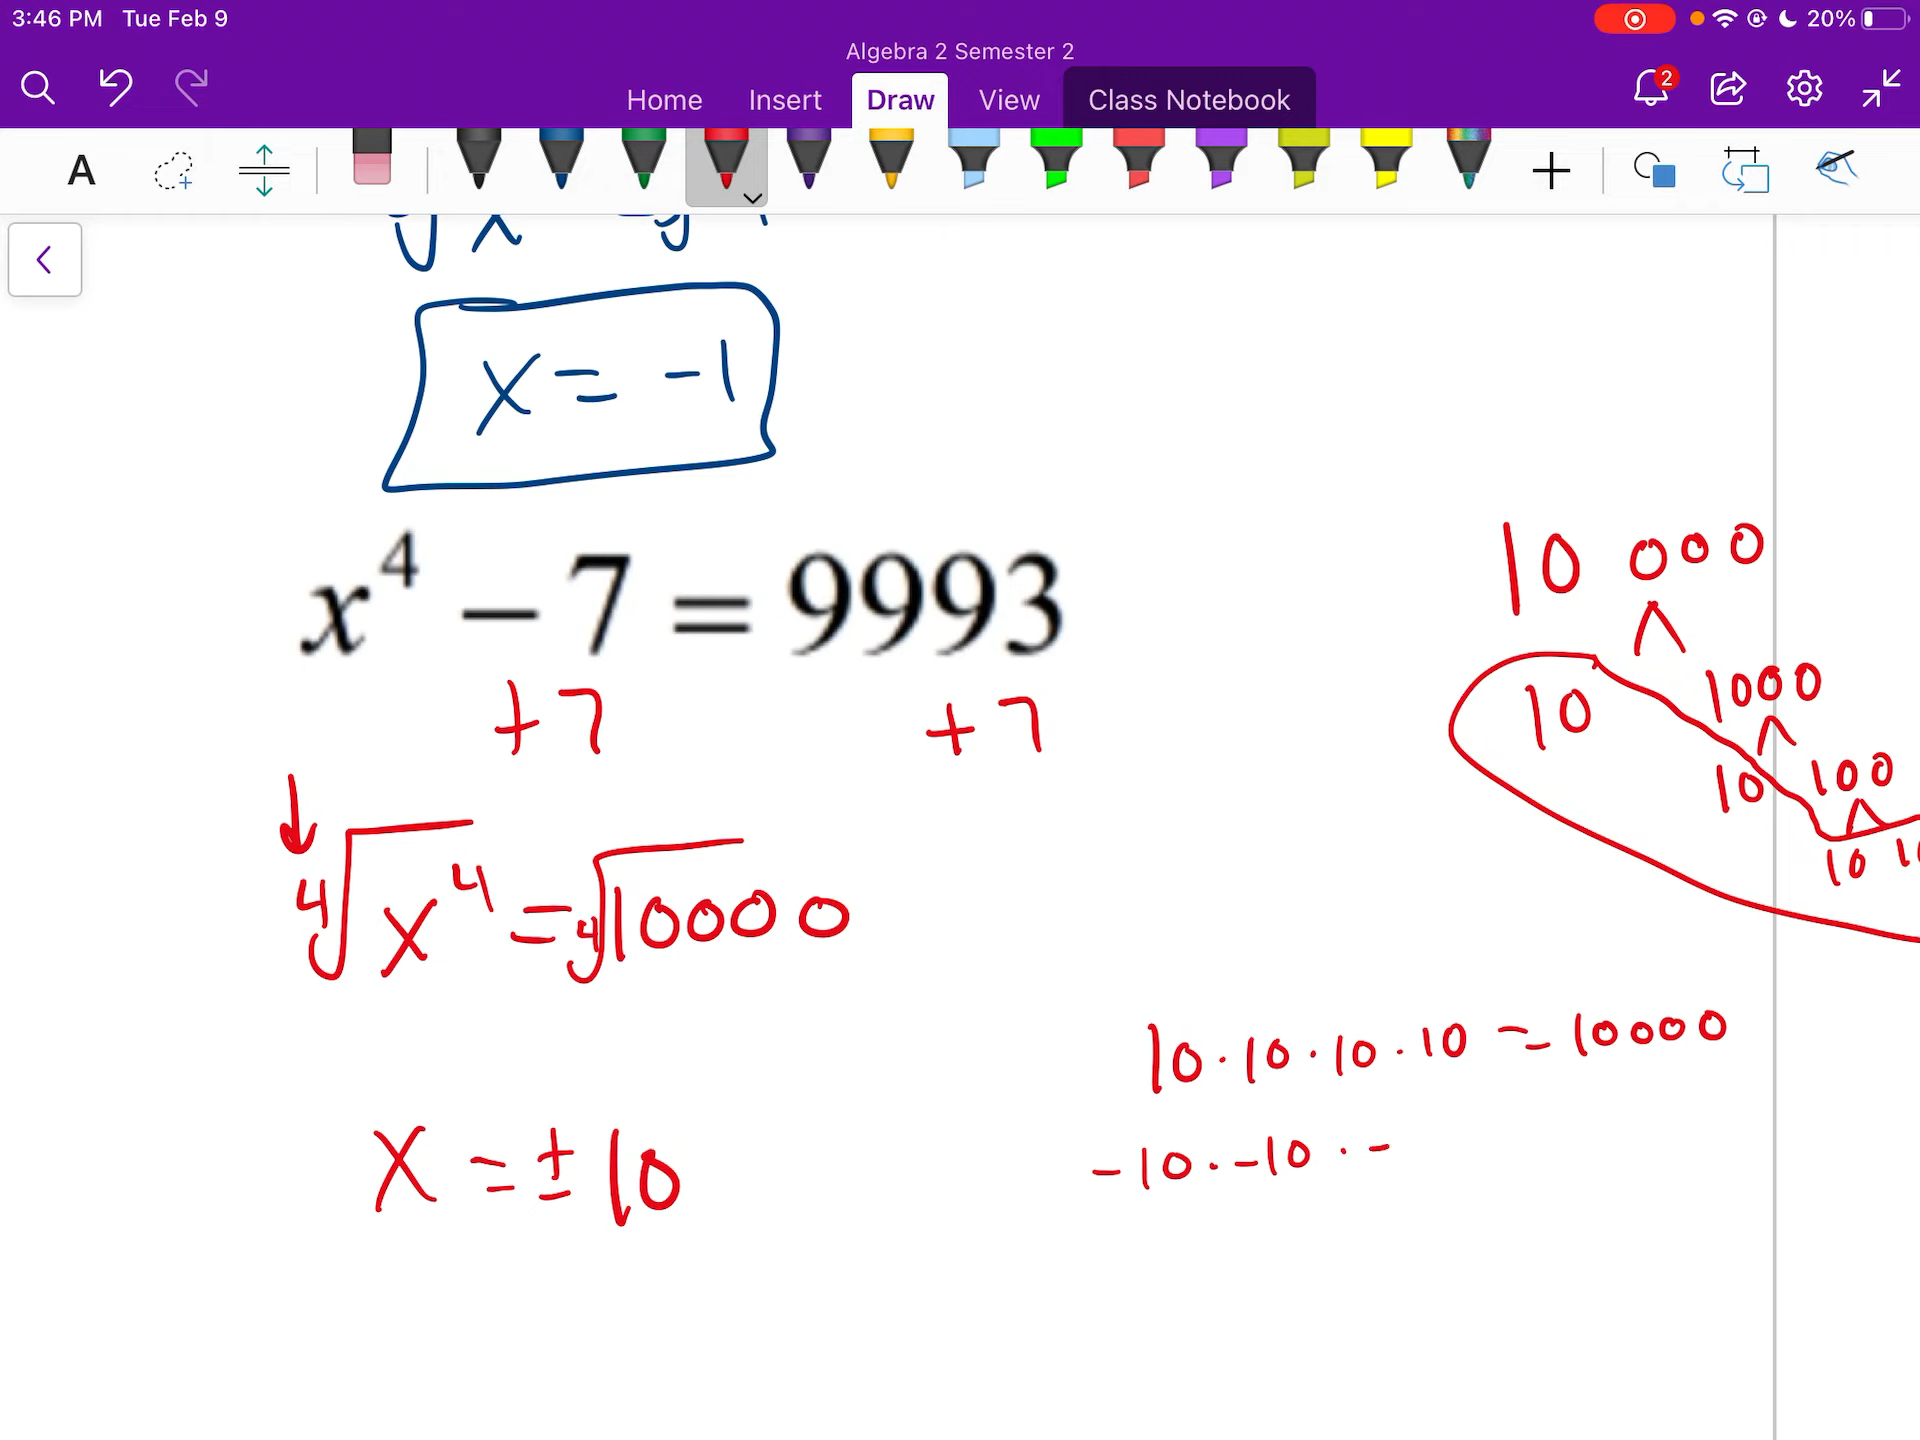 3:46 PM Tue Feb 9
20%
Algebra 2 Semester 2
2
Home Insert Draw View Class Notebook
A
x = -1
x⁴ − 7 = 9993
+7 +7
⁴√x⁴ = ⁴√10000
x = ± 10
10 000
10 1000
10 100
10
10 · 10 · 10 · 10 = 10000
-10 · -10 · -